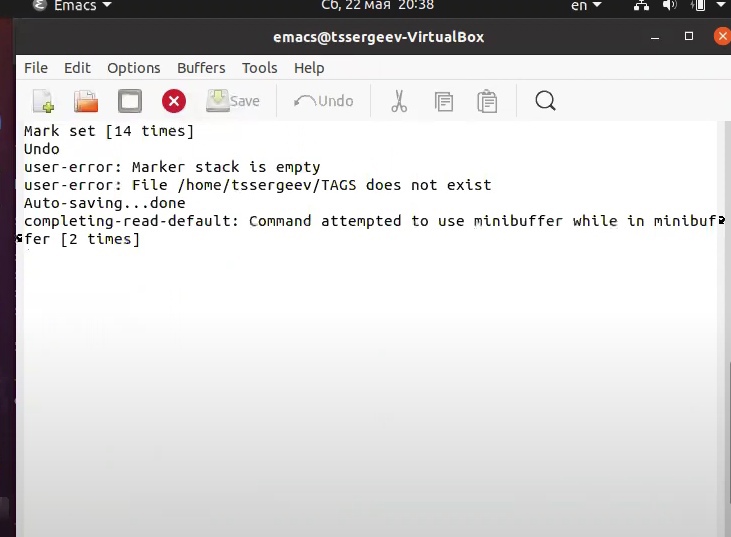 Emacs
Сб, 22 мая 20:38
en
emacs@tssergeev-VirtualBox
File Edit Options Buffers Tools Help
Save Undo
Mark set [14 times]
Undo
user-error: Marker stack is empty
user-error: File /home/tssergeev/TAGS does not exist
Auto-saving...done
completing-read-default: Command attempted to use minibuffer while in minibuf
fer [2 times]